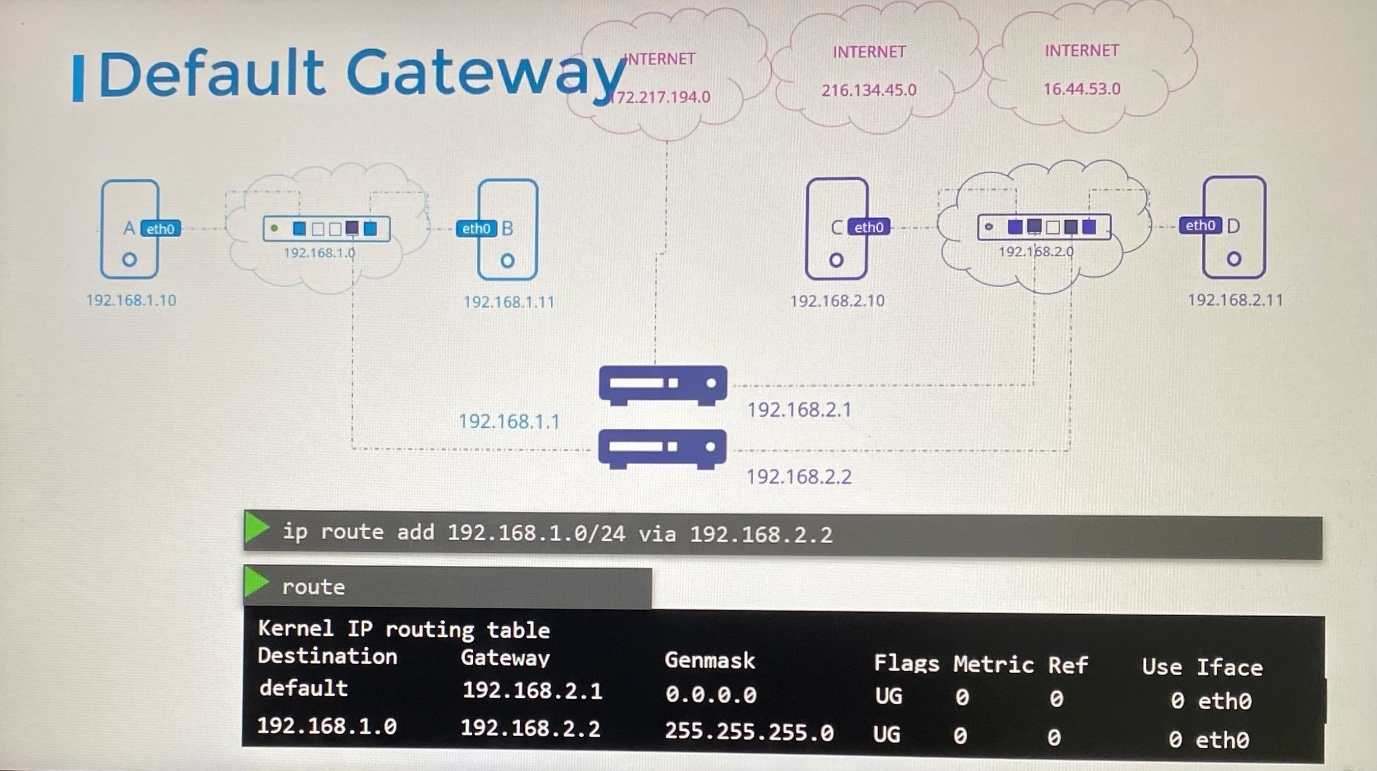 Default Gateway
INTERNET
172.217.194.0
INTERNET
216.134.45.0
INTERNET
16.44.53.0
A eth0
192.168.1.10
192.168.1.0
eth0 B
192.168.1.11
C eth0
192.168.2.10
192.168.2.0
eth0 D
192.168.2.11
192.168.1.1
192.168.2.1
192.168.2.2
ip route add 192.168.1.0/24 via 192.168.2.2
route
Kernel IP routing table
Destination Gateway Genmask Flags Metric Ref Use Iface
default 192.168.2.1 0.0.0.0 UG 0 0 0 eth0
192.168.1.0 192.168.2.2 255.255.255.0 UG 0 0 0 eth0